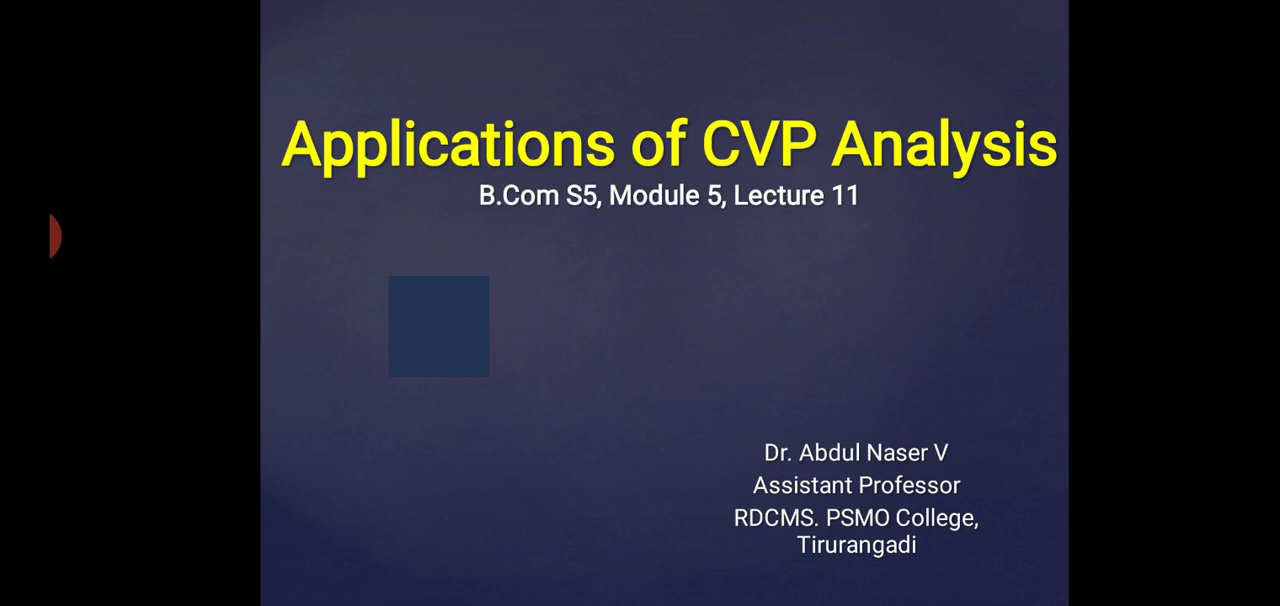 Applications of CVP Analysis
B.Com S5, Module 5, Lecture 11
Dr. Abdul Naser V
Assistant Professor
RDCMS. PSMO College,
Tirurangadi